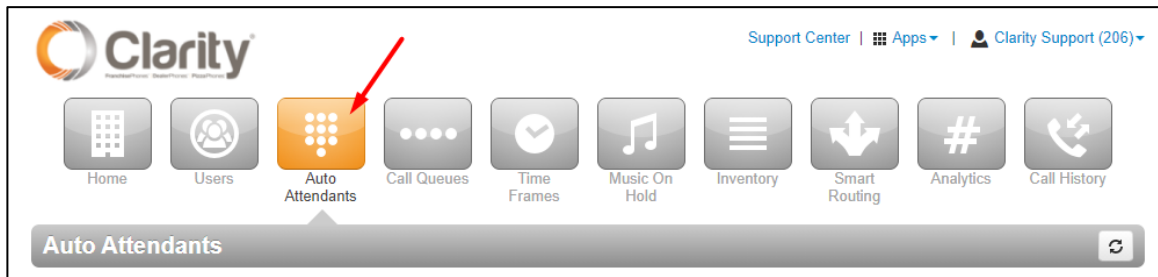 Clarity
FranchisePhones DealerPhones PizzaPhones
Support Center | Apps | Clarity Support (206)
Home
Users
Auto
Attendants
Call Queues
Time
Frames
Music On
Hold
Inventory
Smart
Routing
Analytics
Call History
Auto Attendants